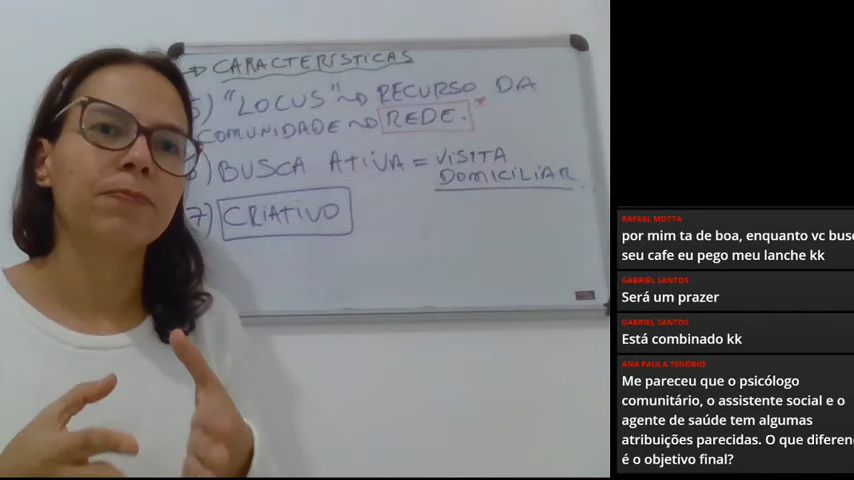 → CARACTERÍSTICAS
5) "LOCUS" ~> RECURSO DA
COMUNIDADE ~> REDE. *
6) BUSCA ATIVA = VISITA
DOMICILIAR
7) CRIATIVO
RAFAEL MOTTA
por mim ta de boa, enquanto vc busc
seu cafe eu pego meu lanche kk
GABRIEL SANTOS
Será um prazer
GABRIEL SANTOS
Está combinado kk
ANA PAULA TENÓRIO
Me pareceu que o psicólogo
comunitário, o assistente social e o
agente de saúde tem algumas
atribuições parecidas. O que diferen
é o objetivo final?